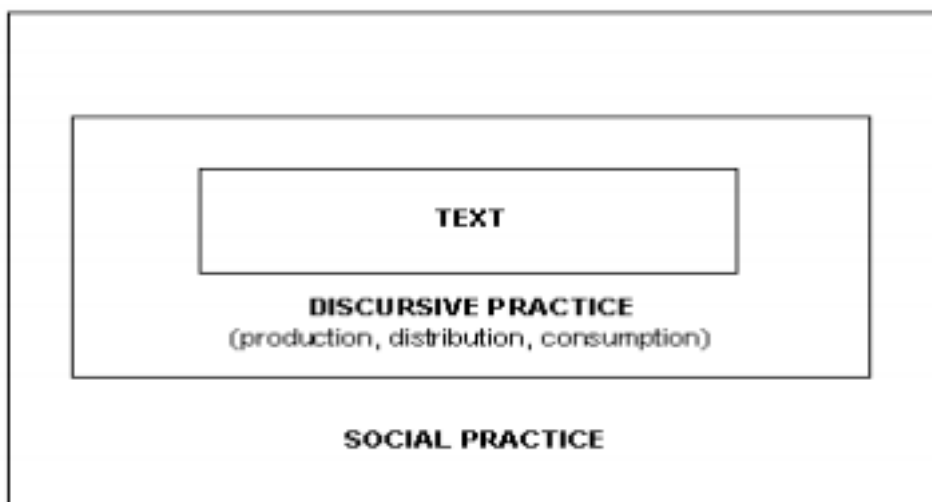 TEXT
DISCURSIVE PRACTICE
(production, distribution, consumption)
SOCIAL PRACTICE